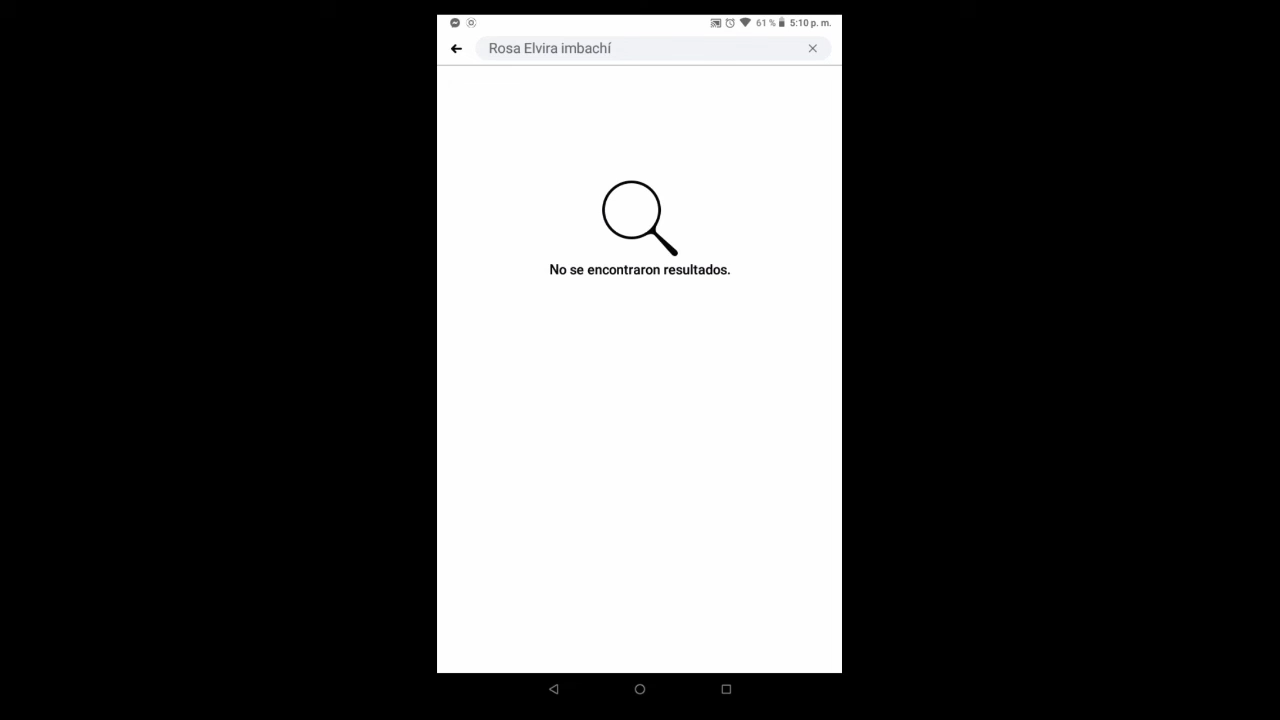 61 % 5:10 p. m.
Rosa Elvira imbachí
No se encontraron resultados.